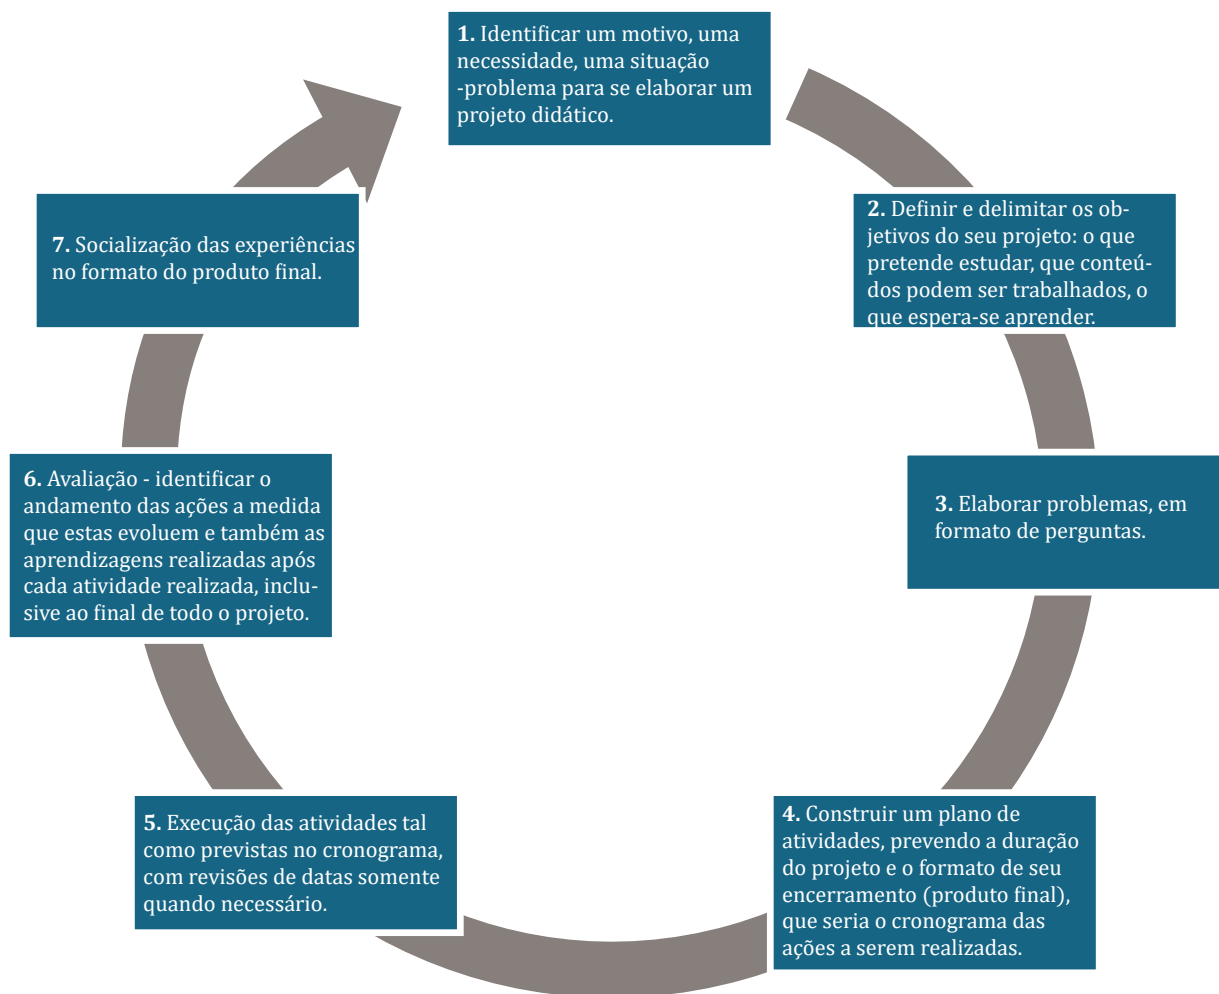 1. Identificar um motivo, uma
necessidade, uma situação
-problema para se elaborar um
projeto didático.
2. Definir e delimitar os ob-
jetivos do seu projeto: o que
pretende estudar, que conteú-
dos podem ser trabalhados, o
que espera-se aprender.
3. Elaborar problemas, em
formato de perguntas.
4. Construir um plano de
atividades, prevendo a duração
do projeto e o formato de seu
encerramento (produto final),
que seria o cronograma das
ações a serem realizadas.
5. Execução das atividades tal
como previstas no cronograma,
com revisões de datas somente
quando necessário.
6. Avaliação - identificar o
andamento das ações a medida
que estas evoluem e também as
aprendizagens realizadas após
cada atividade realizada, inclu-
sive ao final de todo o projeto.
7. Socialização das experiências
no formato do produto final.